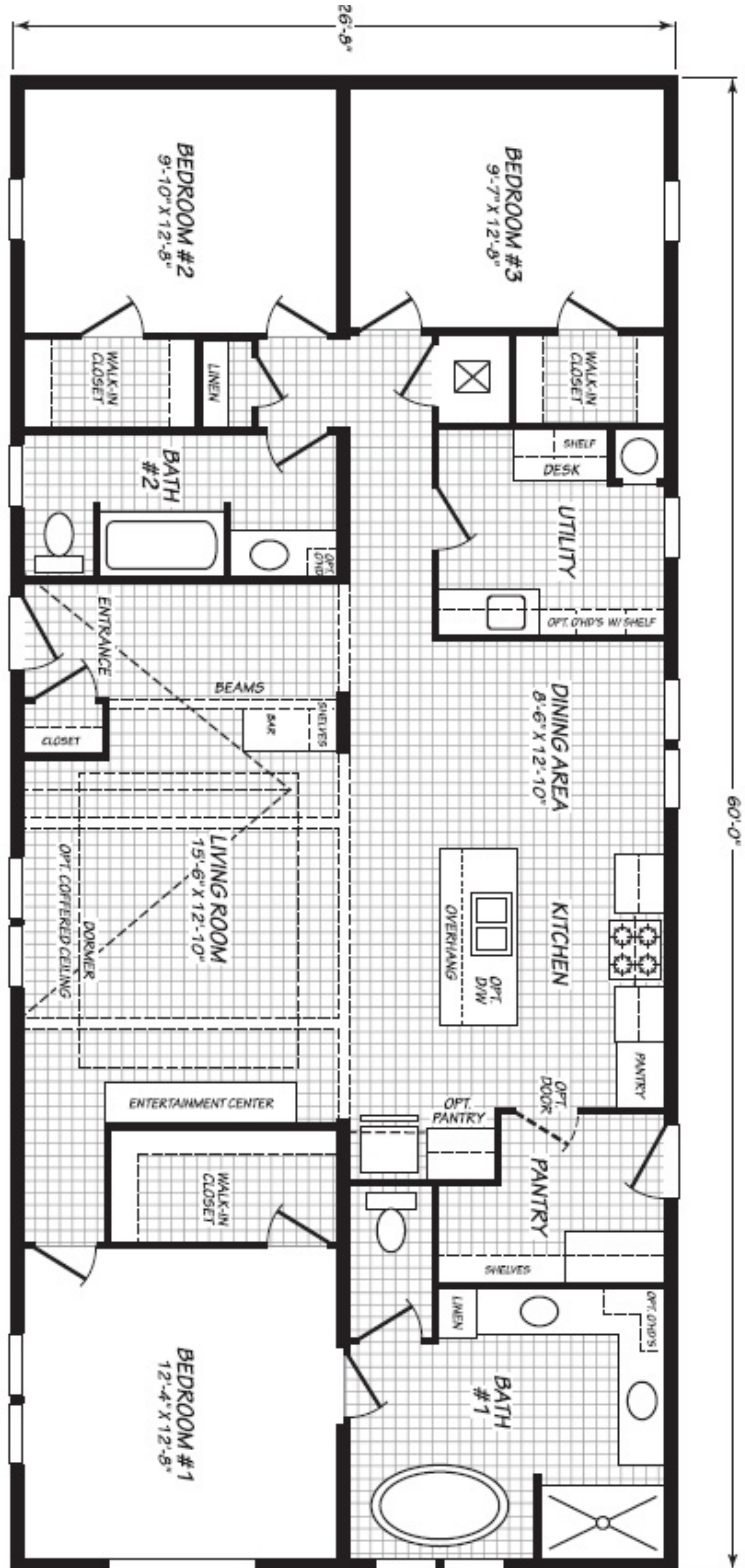 26'-8"
60'-0"
BEDROOM #2
9'-10" X 12'-8"
BEDROOM #3
9'-7" X 12'-8"
WALK-IN
CLOSET
LINEN
WALK-IN
CLOSET
BATH
#2
OPT.
O'HD
SHELF
DESK
UTILITY
OPT. O'HD'S W/ SHELF
ENTRANCE
BEAMS
CLOSET
BAR
SHELVES
DINING AREA
8'-6" X 12'-10"
LIVING ROOM
15'-6" X 12'-10"
DORMER
OPT. COFFERED CEILING
KITCHEN
OPT.
D/W
OVERHANG
PANTRY
ENTERTAINMENT CENTER
OPT.
PANTRY
OPT.
DOOR
PANTRY
SHELVES
WALK-IN
CLOSET
LINEN
OPT. O'HD'S
BATH
#1
BEDROOM #1
12'-4" X 12'-8"